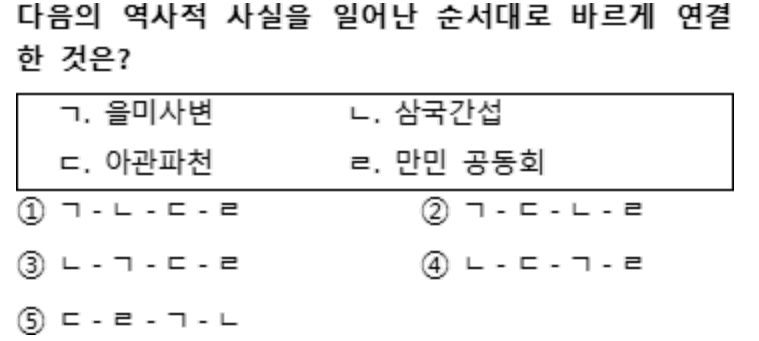 다음의 역사적 사실을 일어난 순서대로 바르게 연결
한 것은?
ㄱ. 을미사변 ㄴ. 삼국간섭
ㄷ. 아관파천 ㄹ. 만민 공동회
① ㄱ - ㄴ - ㄷ - ㄹ ② ㄱ - ㄷ - ㄴ - ㄹ
③ ㄴ - ㄱ - ㄷ - ㄹ ④ ㄴ - ㄷ - ㄱ - ㄹ
⑤ ㄷ - ㄹ - ㄱ - ㄴ